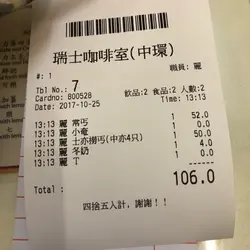 瑞士咖啡室(中環)
#: 1 職員: 麗
Tbl No.: 7 飲品:2 食品:2 人數:2
Cardno: 800528 Time: 13:13
Date: 2017-10-25
13:13 麗 常丐 1 52.0
13:13 麗 小奄 1 0.0
13:13 麗 士亦撈丐(中亦4只) 1 50.0
13:13 麗 冬奶 1 4.0
13:13 麗 T 1 0.0
Total : 106.0
四捨五入計, 謝謝!!